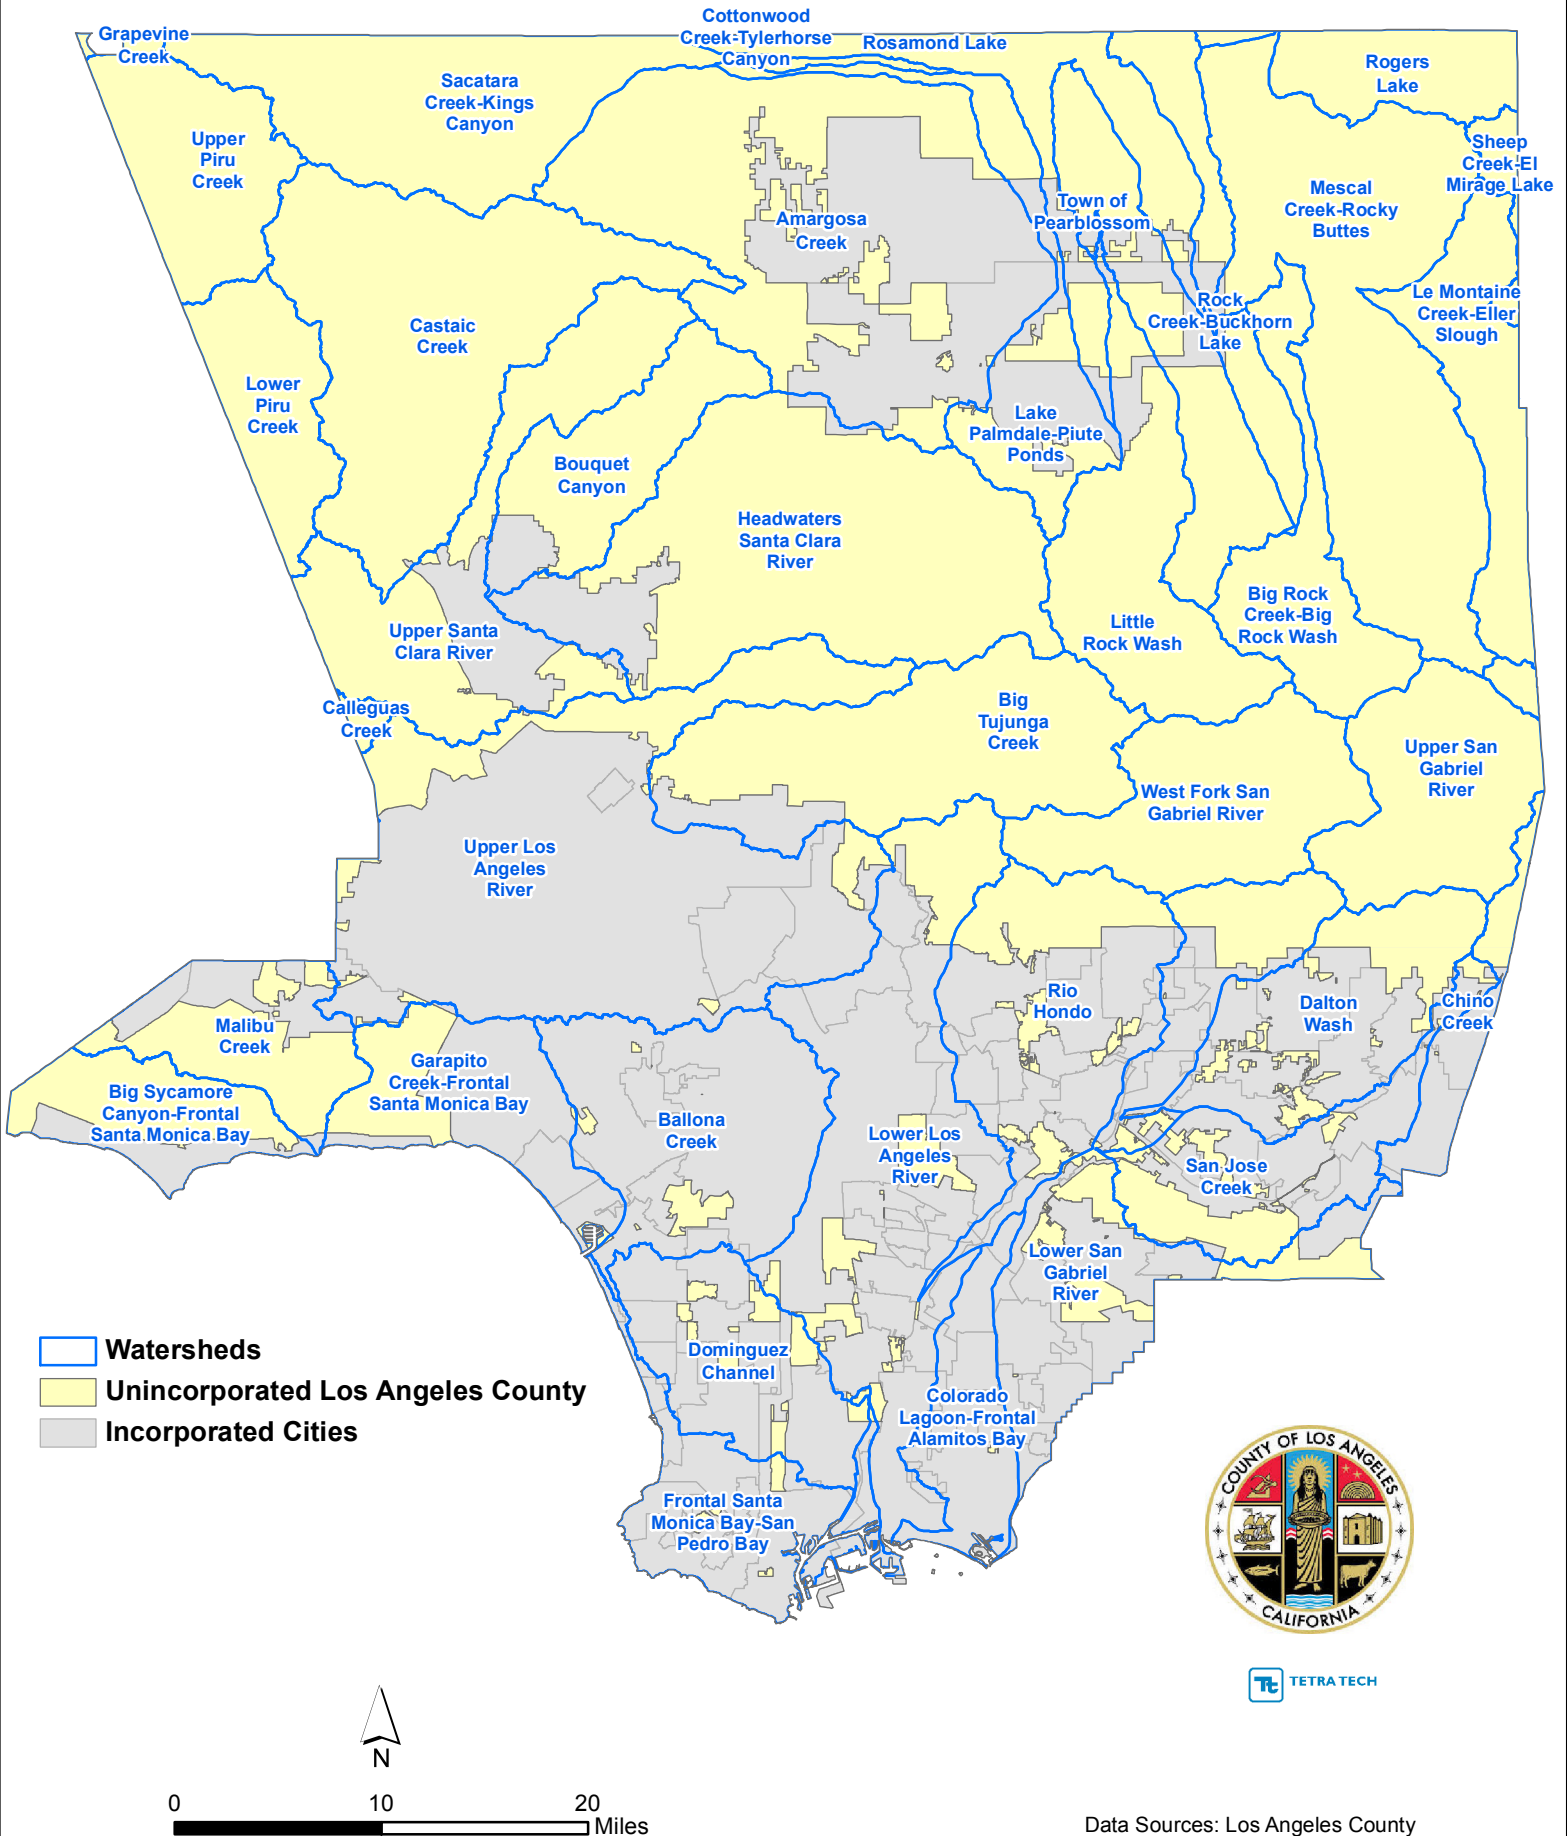 Cottonwood
Creek-Tylerhorse
Canyon
Rosamond Lake
Grapevine
Creek
Sacatara
Creek-Kings
Canyon
Rogers
Lake
Upper
Piru
Creek
Sheep
Creek-El
Mirage Lake
Mescal
Creek-Rocky
Buttes
Town of
Pearblossom
Amargosa
Creek
Rock
Creek-Buckhorn
Lake
Le Montaine
Creek-Eller
Slough
Castaic
Creek
Lower
Piru
Creek
Lake
Palmdale-Piute
Ponds
Bouquet
Canyon
Headwaters
Santa Clara
River
Big Rock
Creek-Big
Rock Wash
Little
Rock Wash
Upper Santa
Clara River
Calleguas
Creek
Big
Tujunga
Creek
Upper San
Gabriel
River
West Fork San
Gabriel River
Upper Los
Angeles
River
Rio
Hondo
Dalton
Wash
Chino
Creek
Malibu
Creek
Garapito
Creek-Frontal
Santa Monica Bay
Big Sycamore
Canyon-Frontal
Santa Monica Bay
Ballona
Creek
Lower Los
Angeles
River
San Jose
Creek
Lower San
Gabriel
River
Dominguez
Channel
Colorado
Lagoon-Frontal
Alamitos Bay
Frontal Santa
Monica Bay-San
Pedro Bay
Watersheds
Unincorporated Los Angeles County
Incorporated Cities
COUNTY OF LOS ANGELES
CALIFORNIA
Tt TETRA TECH
N
0 10 20
Miles
Data Sources: Los Angeles County